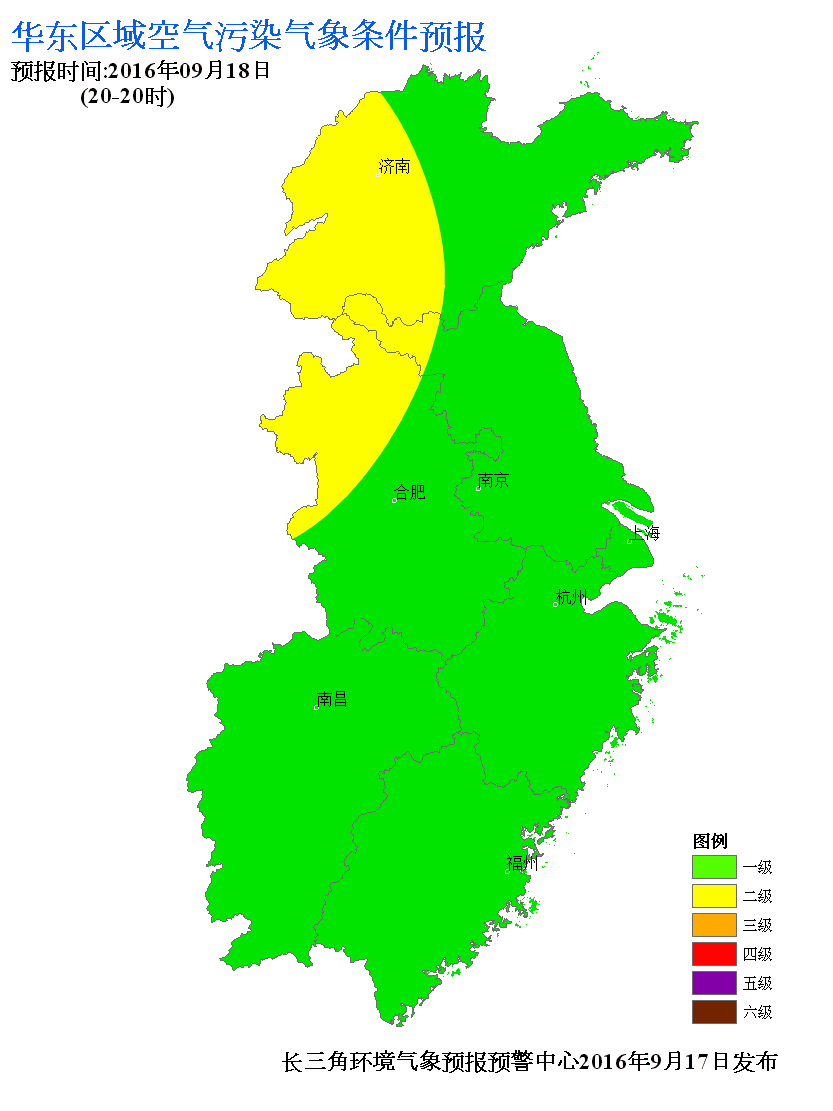 华东区域空气污染气象条件预报
预报时间:2016年09月18日
(20-20时)
济南
合肥
南京
上海
杭州
南昌
福州
图例
一级
二级
三级
四级
五级
六级
长三角环境气象预报预警中心2016年9月17日发布